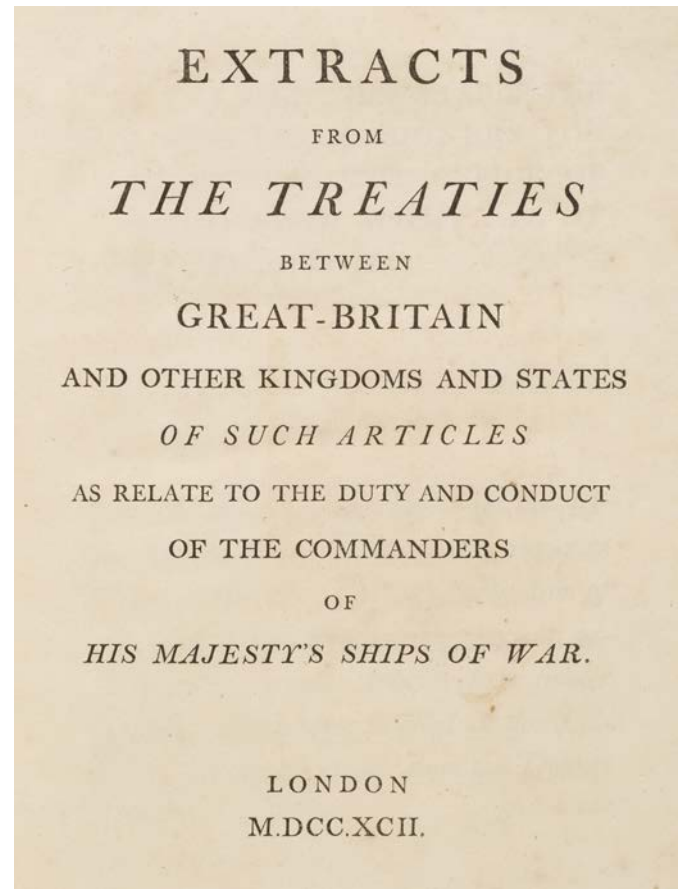 EXTRACTS
FROM
THE TREATIES
BETWEEN
GREAT-BRITAIN
AND OTHER KINGDOMS AND STATES
OF SUCH ARTICLES
AS RELATE TO THE DUTY AND CONDUCT
OF THE COMMANDERS
OF
HIS MAJESTY'S SHIPS OF WAR.
LONDON
M.DCC.XCII.